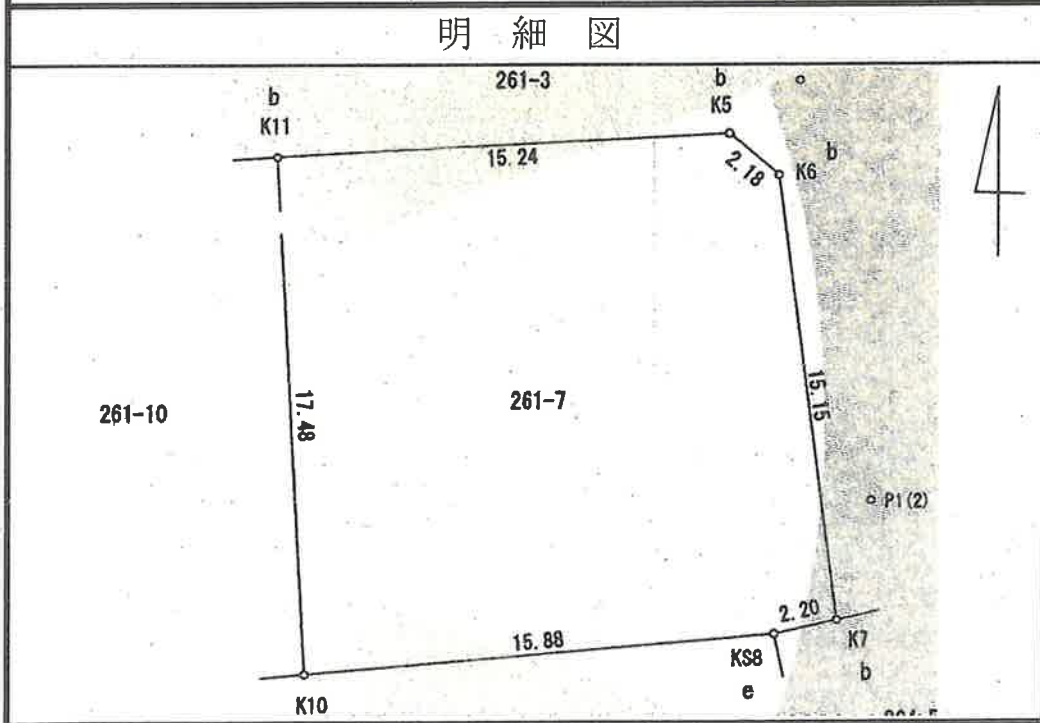 明細図
261-3
b
K11
b
K5
15.24
2.18
K6
b
261-10
17.48
261-7
15.15
P1(2)
2.20
K7
b
15.88
KS8
e
K10